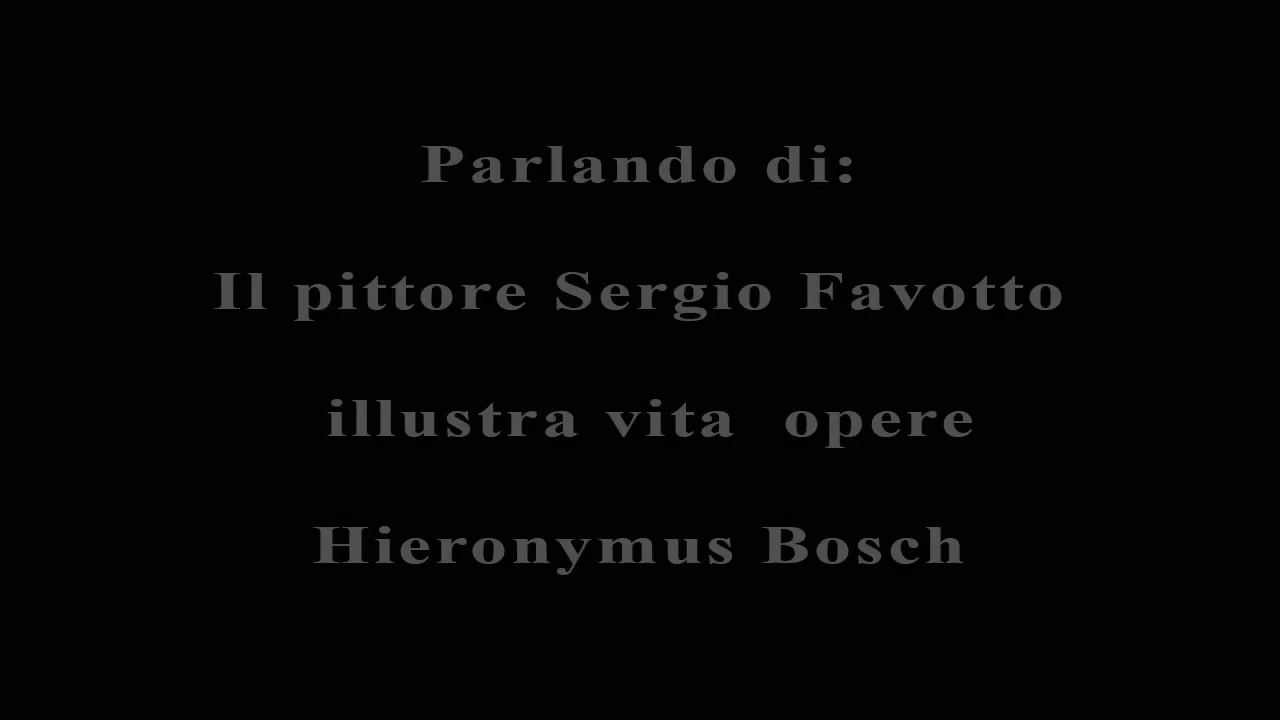 Parlando di:
Il pittore Sergio Favotto
illustra vita  opere
Hieronymus Bosch